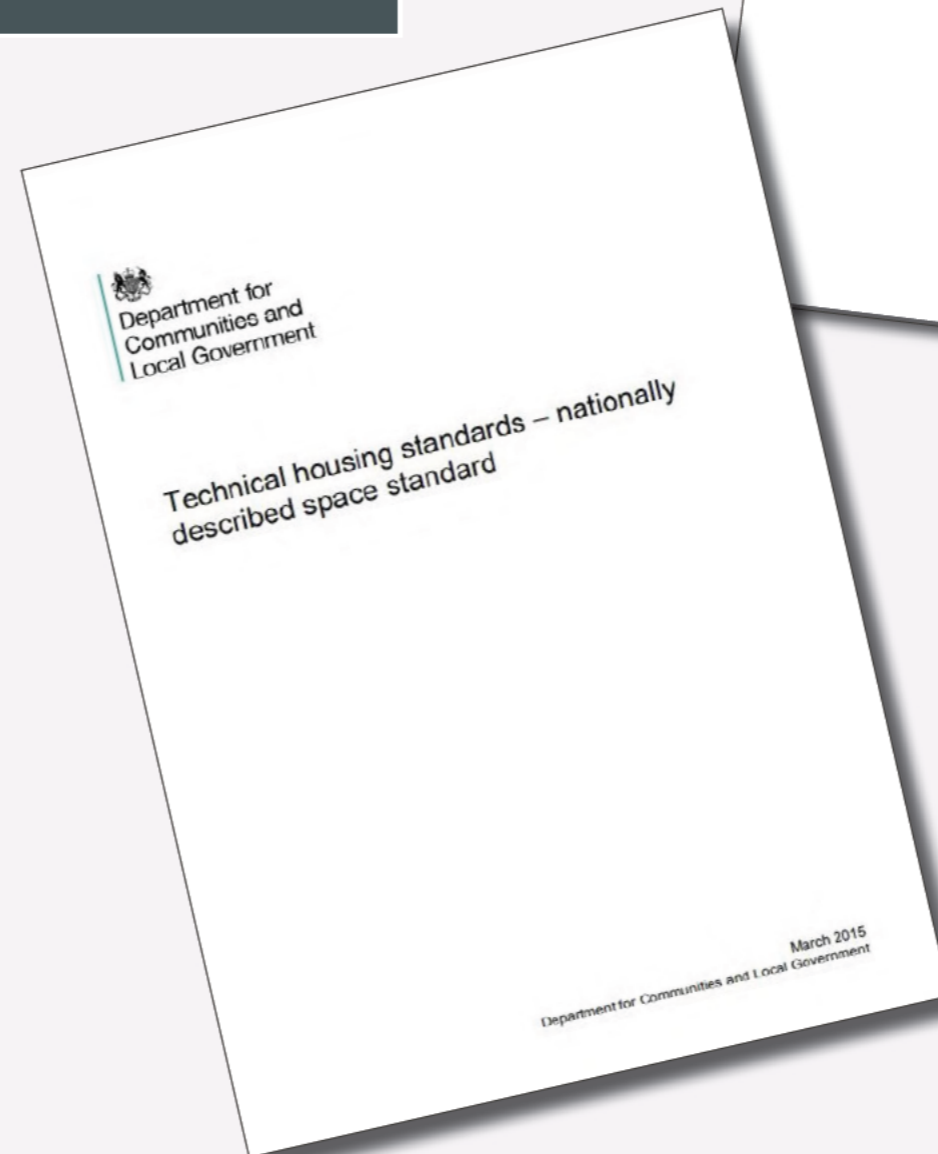 Department for
Communities and
Local Government
Technical housing standards – nationally
described space standard
March 2015
Department for Communities and Local Government